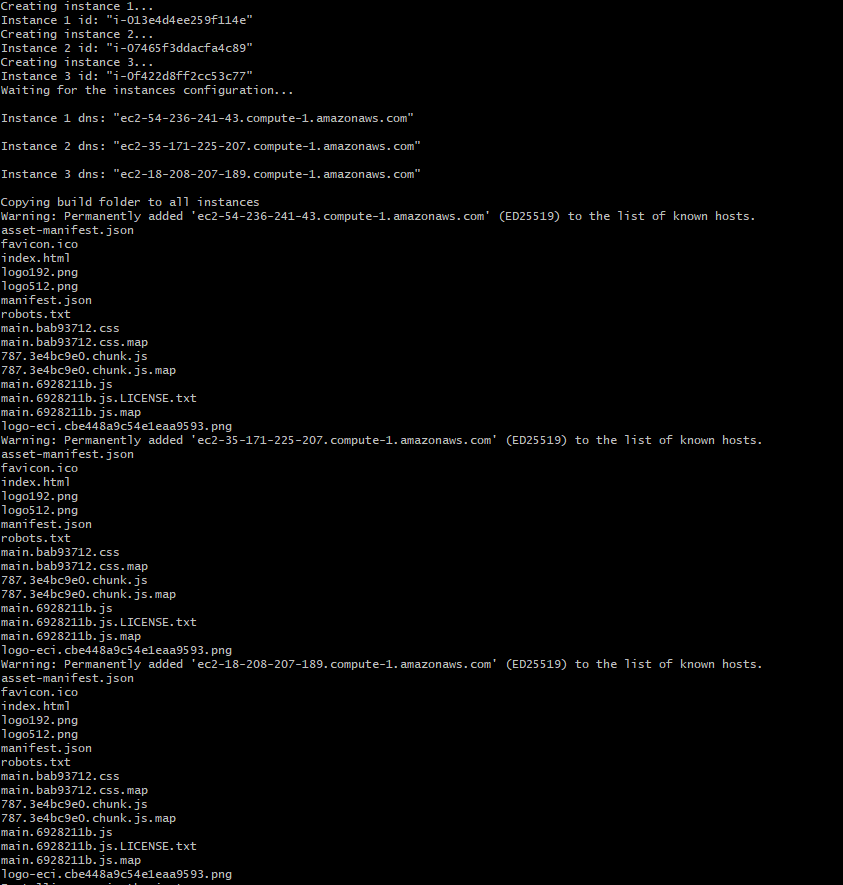 Creating instance 1...
Instance 1 id: "i-013e4d4ee259f114e"
Creating instance 2...
Instance 2 id: "i-07465f3ddacfa4c89"
Creating instance 3...
Instance 3 id: "i-0f422d8ff2cc53c77"
Waiting for the instances configuration...
Instance 1 dns: "ec2-54-236-241-43.compute-1.amazonaws.com"
Instance 2 dns: "ec2-35-171-225-207.compute-1.amazonaws.com"
Instance 3 dns: "ec2-18-208-207-189.compute-1.amazonaws.com"
Copying build folder to all instances
Warning: Permanently added 'ec2-54-236-241-43.compute-1.amazonaws.com' (ED25519) to the list of known hosts.
asset-manifest.json
favicon.ico
index.html
logo192.png
logo512.png
manifest.json
robots.txt
main.bab93712.css
main.bab93712.css.map
787.3e4bc9e0.chunk.js
787.3e4bc9e0.chunk.js.map
main.6928211b.js
main.6928211b.js.LICENSE.txt
main.6928211b.js.map
logo-eci.cbe448a9c54e1eaa9593.png
Warning: Permanently added 'ec2-35-171-225-207.compute-1.amazonaws.com' (ED25519) to the list of known hosts.
asset-manifest.json
favicon.ico
index.html
logo192.png
logo512.png
manifest.json
robots.txt
main.bab93712.css
main.bab93712.css.map
787.3e4bc9e0.chunk.js
787.3e4bc9e0.chunk.js.map
main.6928211b.js
main.6928211b.js.LICENSE.txt
main.6928211b.js.map
logo-eci.cbe448a9c54e1eaa9593.png
Warning: Permanently added 'ec2-18-208-207-189.compute-1.amazonaws.com' (ED25519) to the list of known hosts.
asset-manifest.json
favicon.ico
index.html
logo192.png
logo512.png
manifest.json
robots.txt
main.bab93712.css
main.bab93712.css.map
787.3e4bc9e0.chunk.js
787.3e4bc9e0.chunk.js.map
main.6928211b.js
main.6928211b.js.LICENSE.txt
main.6928211b.js.map
logo-eci.cbe448a9c54e1eaa9593.png